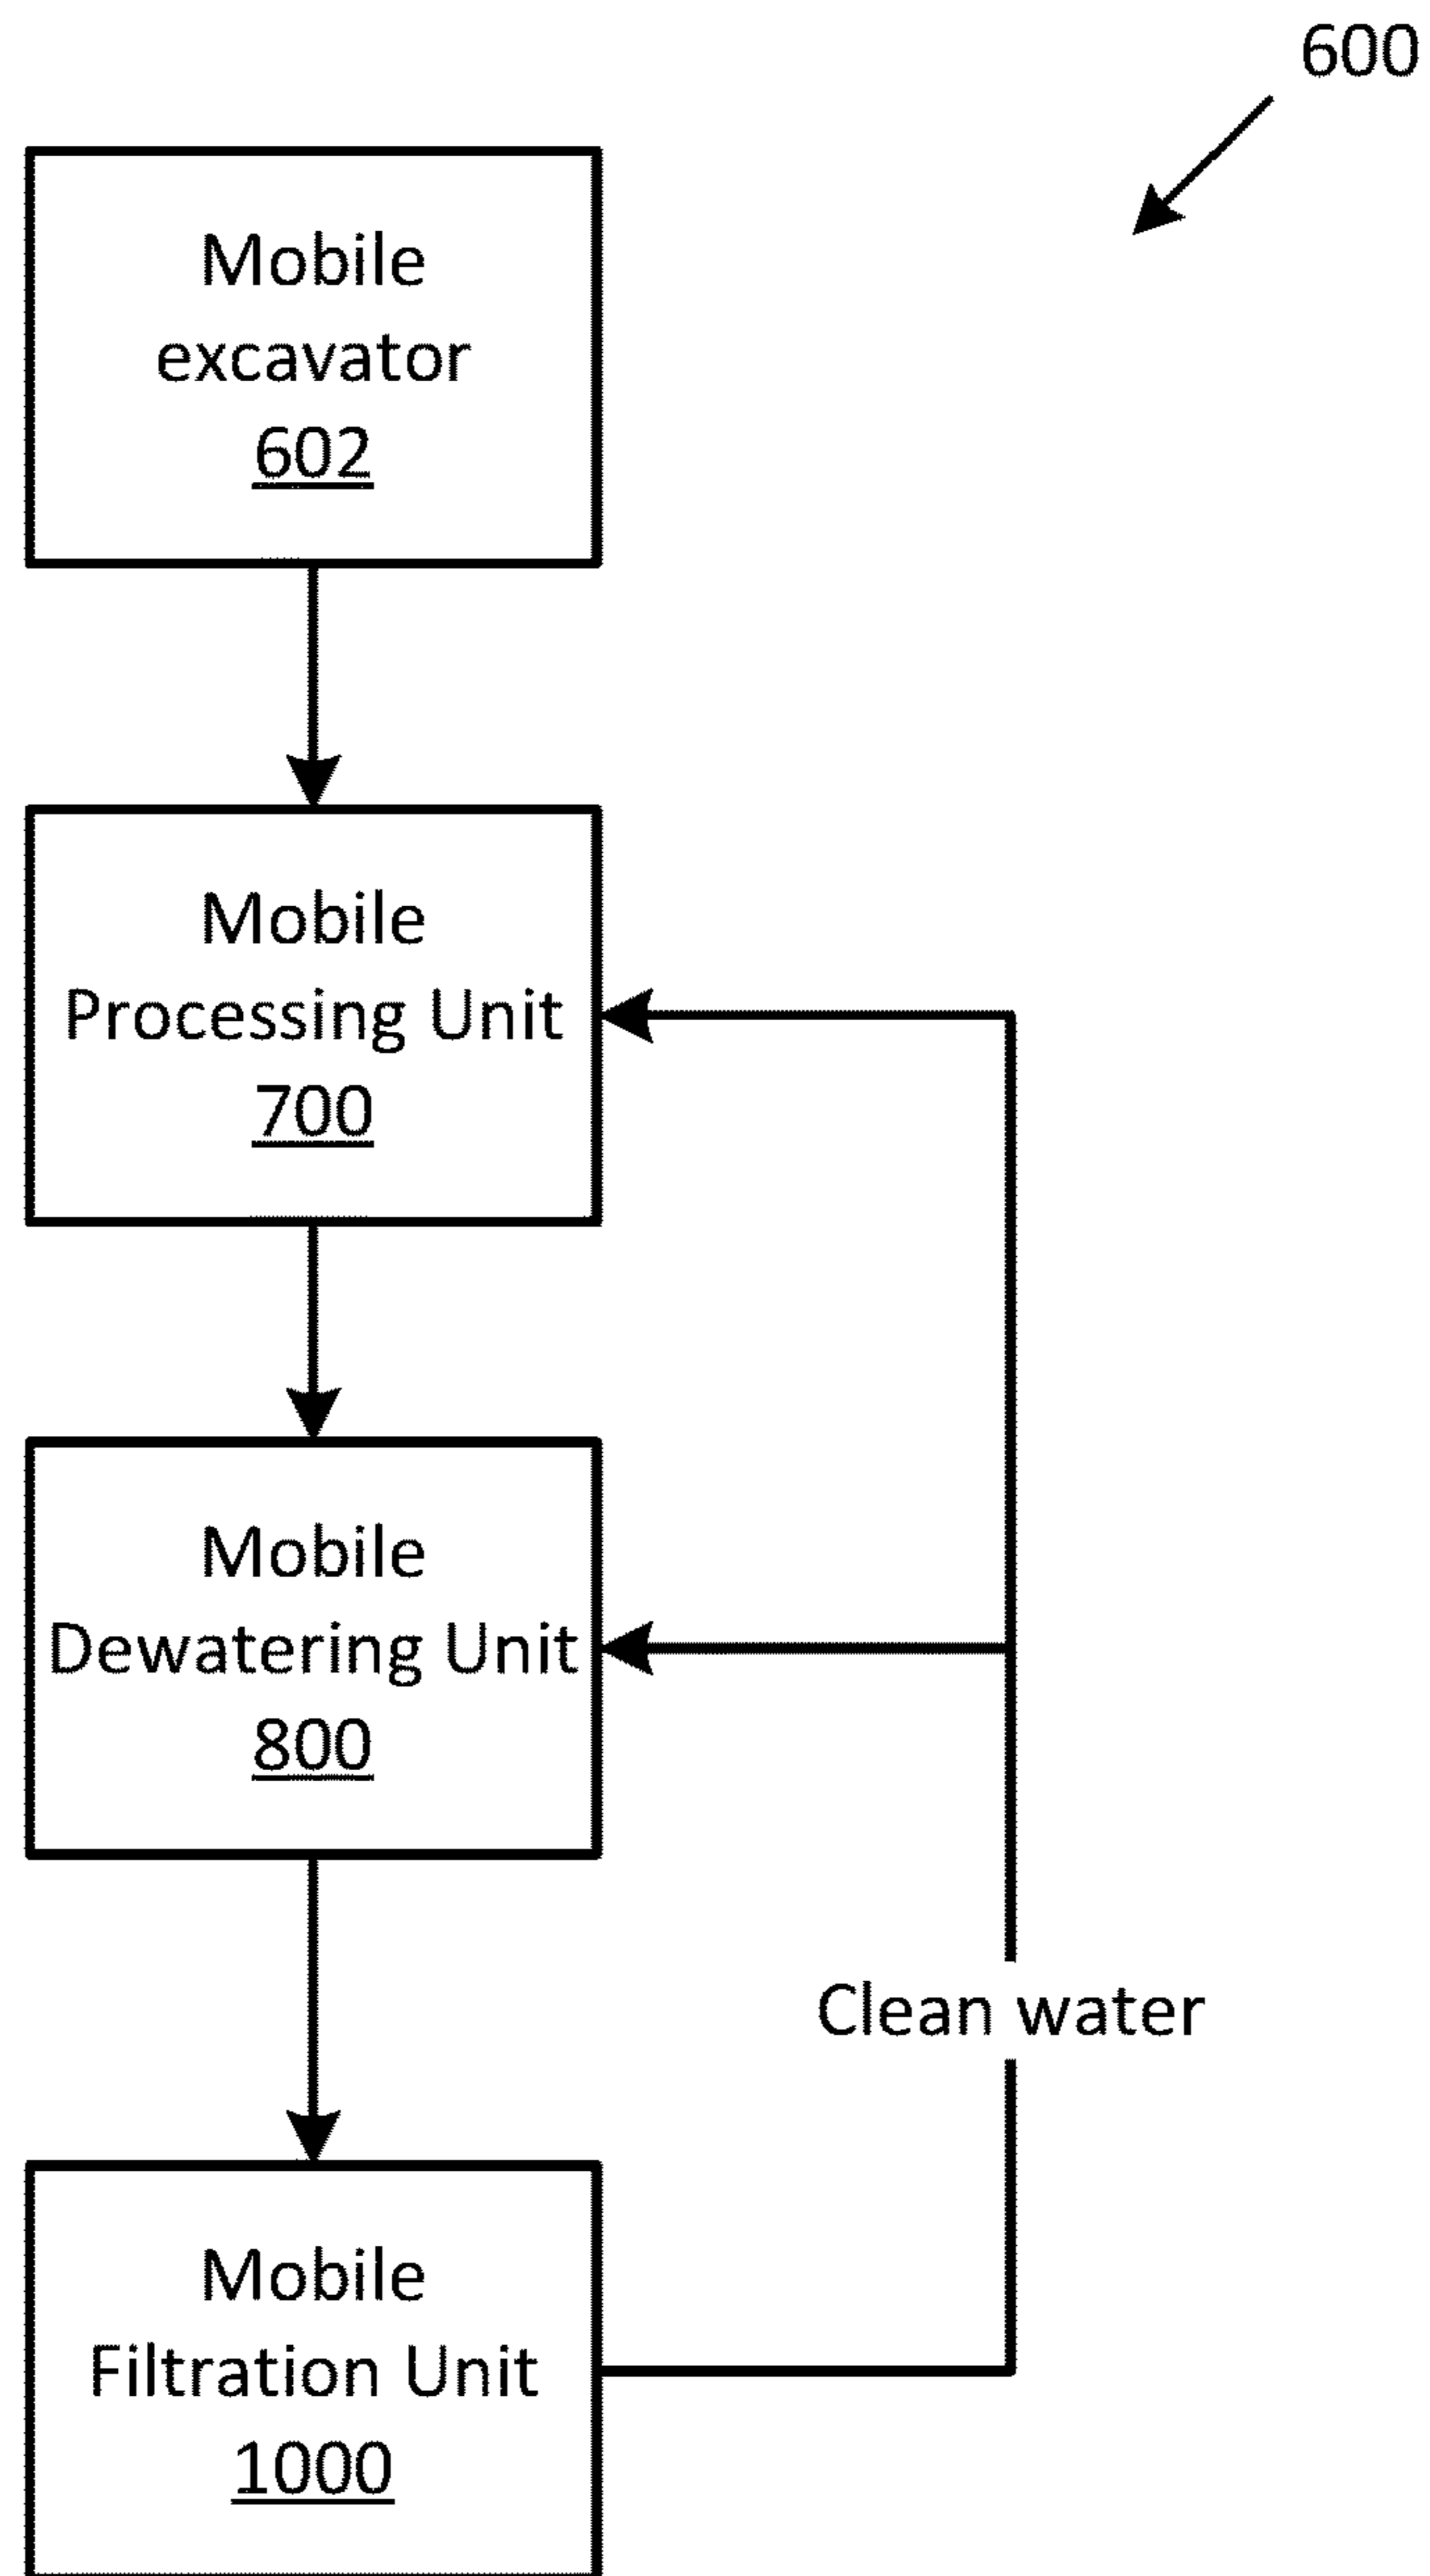 600
Mobile
excavator
602
Mobile
Processing Unit
700
Mobile
Dewatering Unit
800
Clean water
Mobile
Filtration Unit
1000